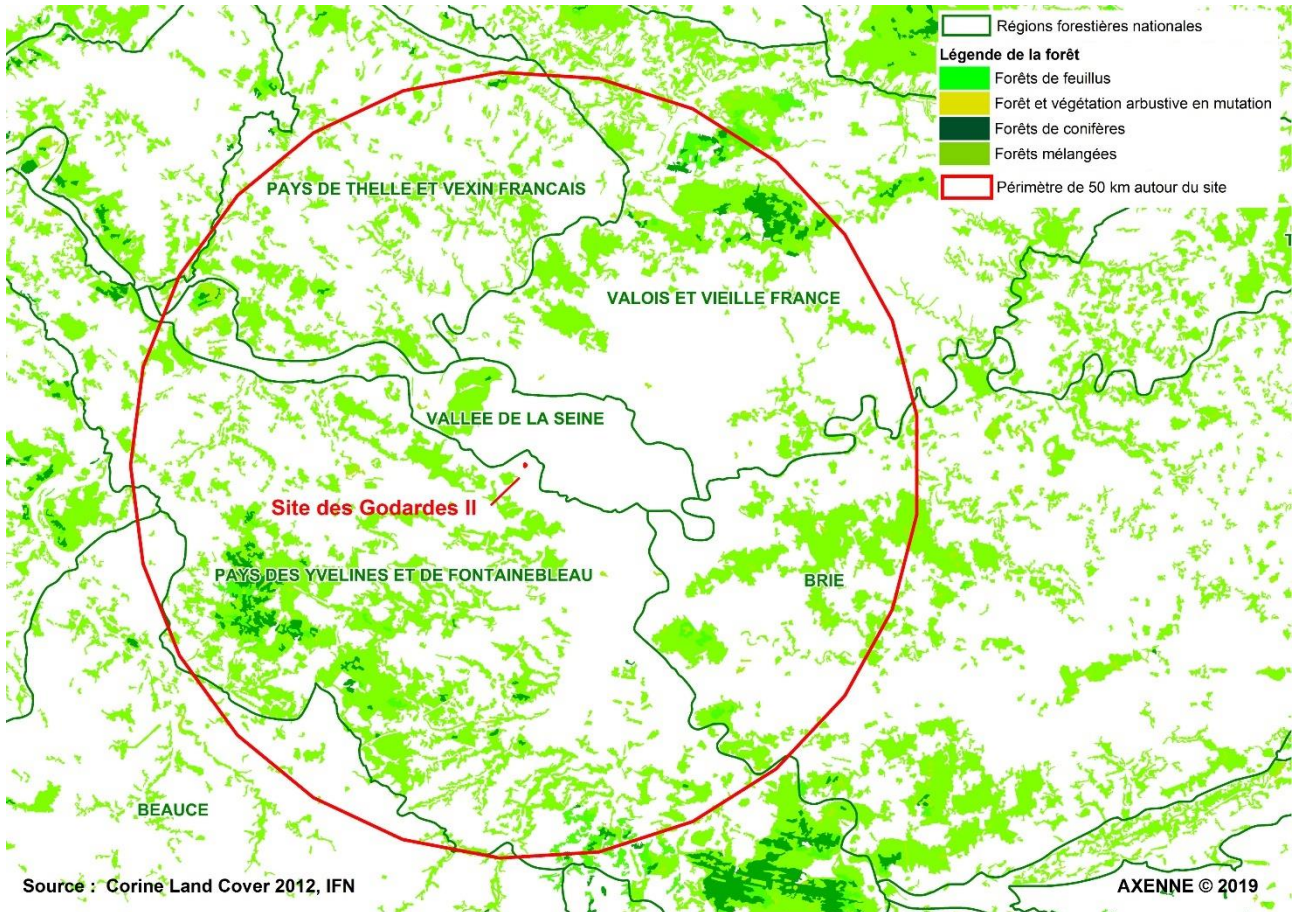 Régions forestières nationales
Légende de la forêt
Forêts de feuillus
Forêt et végétation arbustive en mutation
Forêts de conifères
Forêts mélangées
Périmètre de 50 km autour du site
PAYS DE THELLE ET VEXIN FRANCAIS
VALOIS ET VIEILLE FRANCE
VALLEE DE LA SEINE
Site des Godardes II
PAYS DES YVELINES ET DE FONTAINEBLEAU
BRIE
BEAUCE
Source : Corine Land Cover 2012, IFN
AXENNE © 2019